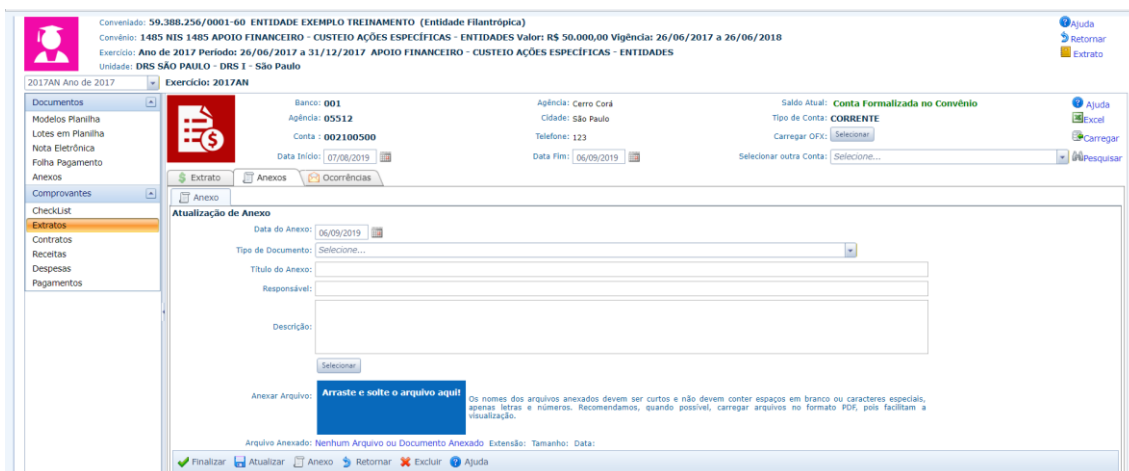 Conveniado: 59.388.256/0001-60 ENTIDADE EXEMPLO TREINAMENTO (Entidade Filantrópica)
Convênio: 1485 NIS 1485 APOIO FINANCEIRO - CUSTEIO AÇÕES ESPECÍFICAS - ENTIDADES Valor: R$ 50.000,00 Vigência: 26/06/2017 a 26/06/2018
Exercício: Ano de 2017 Período: 26/06/2017 a 31/12/2017 APOIO FINANCEIRO - CUSTEIO AÇÕES ESPECÍFICAS - ENTIDADES
Unidade: DRS SÃO PAULO - DRS I - São Paulo
Ajuda
Retornar
Extrato
2017AN Ano de 2017 Exercício: 2017AN
Documentos
Modelos Planilha
Lotes em Planilha
Nota Eletrônica
Folha Pagamento
Anexos
Comprovantes
CheckList
Extratos
Contratos
Receitas
Despesas
Pagamentos
Banco: 001 Agência: Cerro Corá Saldo Atual: Conta Formalizada no Convênio
Agência: 05512 Cidade: São Paulo Tipo de Conta: CORRENTE
Conta : 002100500 Telefone: 123 Carregar OFX: Selecionar
Data Início: 07/08/2019 Data Fim: 06/09/2019 Selecionar outra Conta: Selecione...
Ajuda
Excel
Carregar
Pesquisar
Extrato Anexos Ocorrências
Anexo
Atualização de Anexo
Data do Anexo: 06/09/2019
Tipo de Documento: Selecione...
Título do Anexo:
Responsável:
Descrição:
Selecionar
Anexar Arquivo: Arraste e solte o arquivo aqui!
Os nomes dos arquivos anexados devem ser curtos e não devem conter espaços em branco ou caracteres especiais,
apenas letras e números. Recomendamos, quando possível, carregar arquivos no formato PDF, pois facilitam a
visualização.
Arquivo Anexado: Nenhum Arquivo ou Documento Anexado Extensão: Tamanho: Data:
Finalizar Atualizar Anexo Retornar Excluir Ajuda